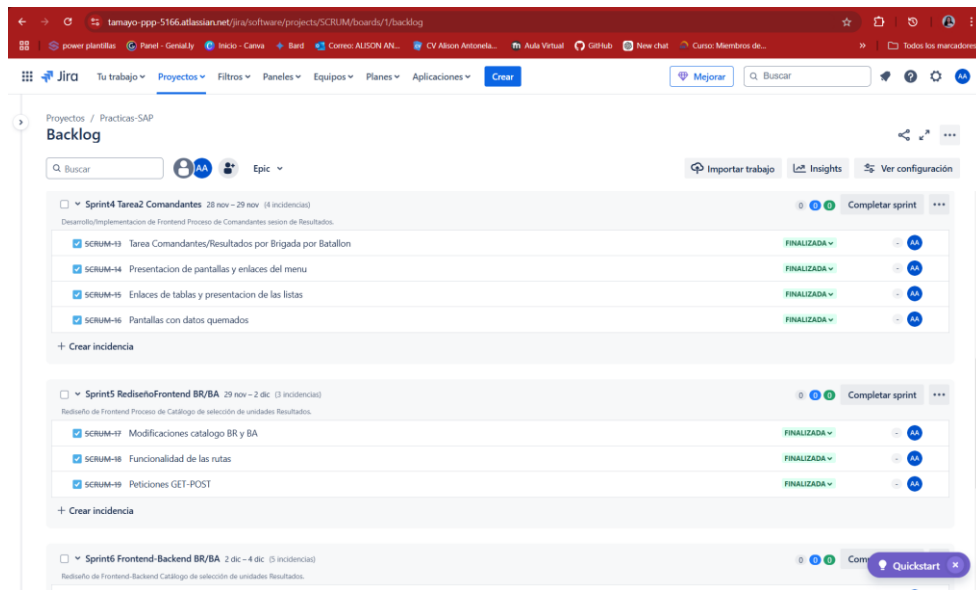 tamayo-ppp-5166.atlassian.net/jira/software/projects/SCRUM/boards/1/backlog
power plantillas Panel - Genial.ly Inicio - Canva Bard Correo: ALISON AN... CV Alison Antonela... Aula Virtual GitHub New chat Curso: Miembros de... » Todos los marcadores
Jira Tu trabajo Proyectos Filtros Paneles Equipos Planes Aplicaciones Crear Mejorar Buscar AA
Proyectos / Practicas-SAP
Backlog
Buscar AA Epic Importar trabajo Insights Ver configuración
Sprint4 Tarea2 Comandantes 28 nov – 29 nov (4 incidencias) 0 0 0 Completar sprint
Desarrollo/Implementacion de Frontend Proceso de Comandantes sesion de Resultados.
SCRUM-13 Tarea Comandantes/Resultados por Brigada por Batallon FINALIZADA - AA
SCRUM-14 Presentacion de pantallas y enlaces del menu FINALIZADA - AA
SCRUM-15 Enlaces de tablas y presentacion de las listas FINALIZADA - AA
SCRUM-16 Pantallas con datos quemados FINALIZADA - AA
+ Crear incidencia
Sprint5 RediseñoFrontend BR/BA 29 nov – 2 dic (3 incidencias) 0 0 0 Completar sprint
Rediseño de Frontend Proceso de Catálogo de selección de unidades Resultados.
SCRUM-17 Modificaciones catalogo BR y BA FINALIZADA - AA
SCRUM-18 Funcionalidad de las rutas FINALIZADA - AA
SCRUM-19 Peticiones GET-POST FINALIZADA - AA
+ Crear incidencia
Sprint6 Frontend-Backend BR/BA 2 dic – 4 dic (5 incidencias) 0 0 0 Com
Rediseño de Frontend-Backend Catálogo de selección de unidades Resultados.
Quickstart ×